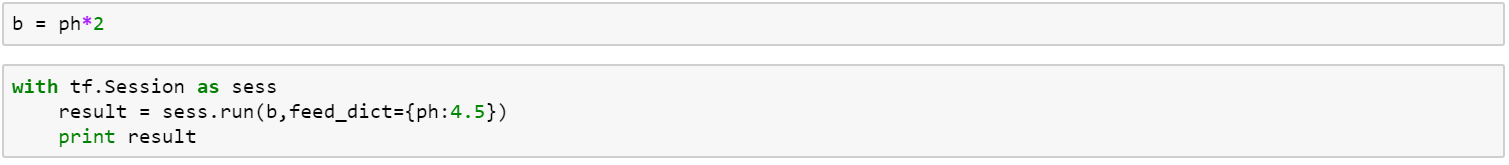 b = ph*2
with tf.Session as sess
    result = sess.run(b,feed_dict={ph:4.5})
    print result